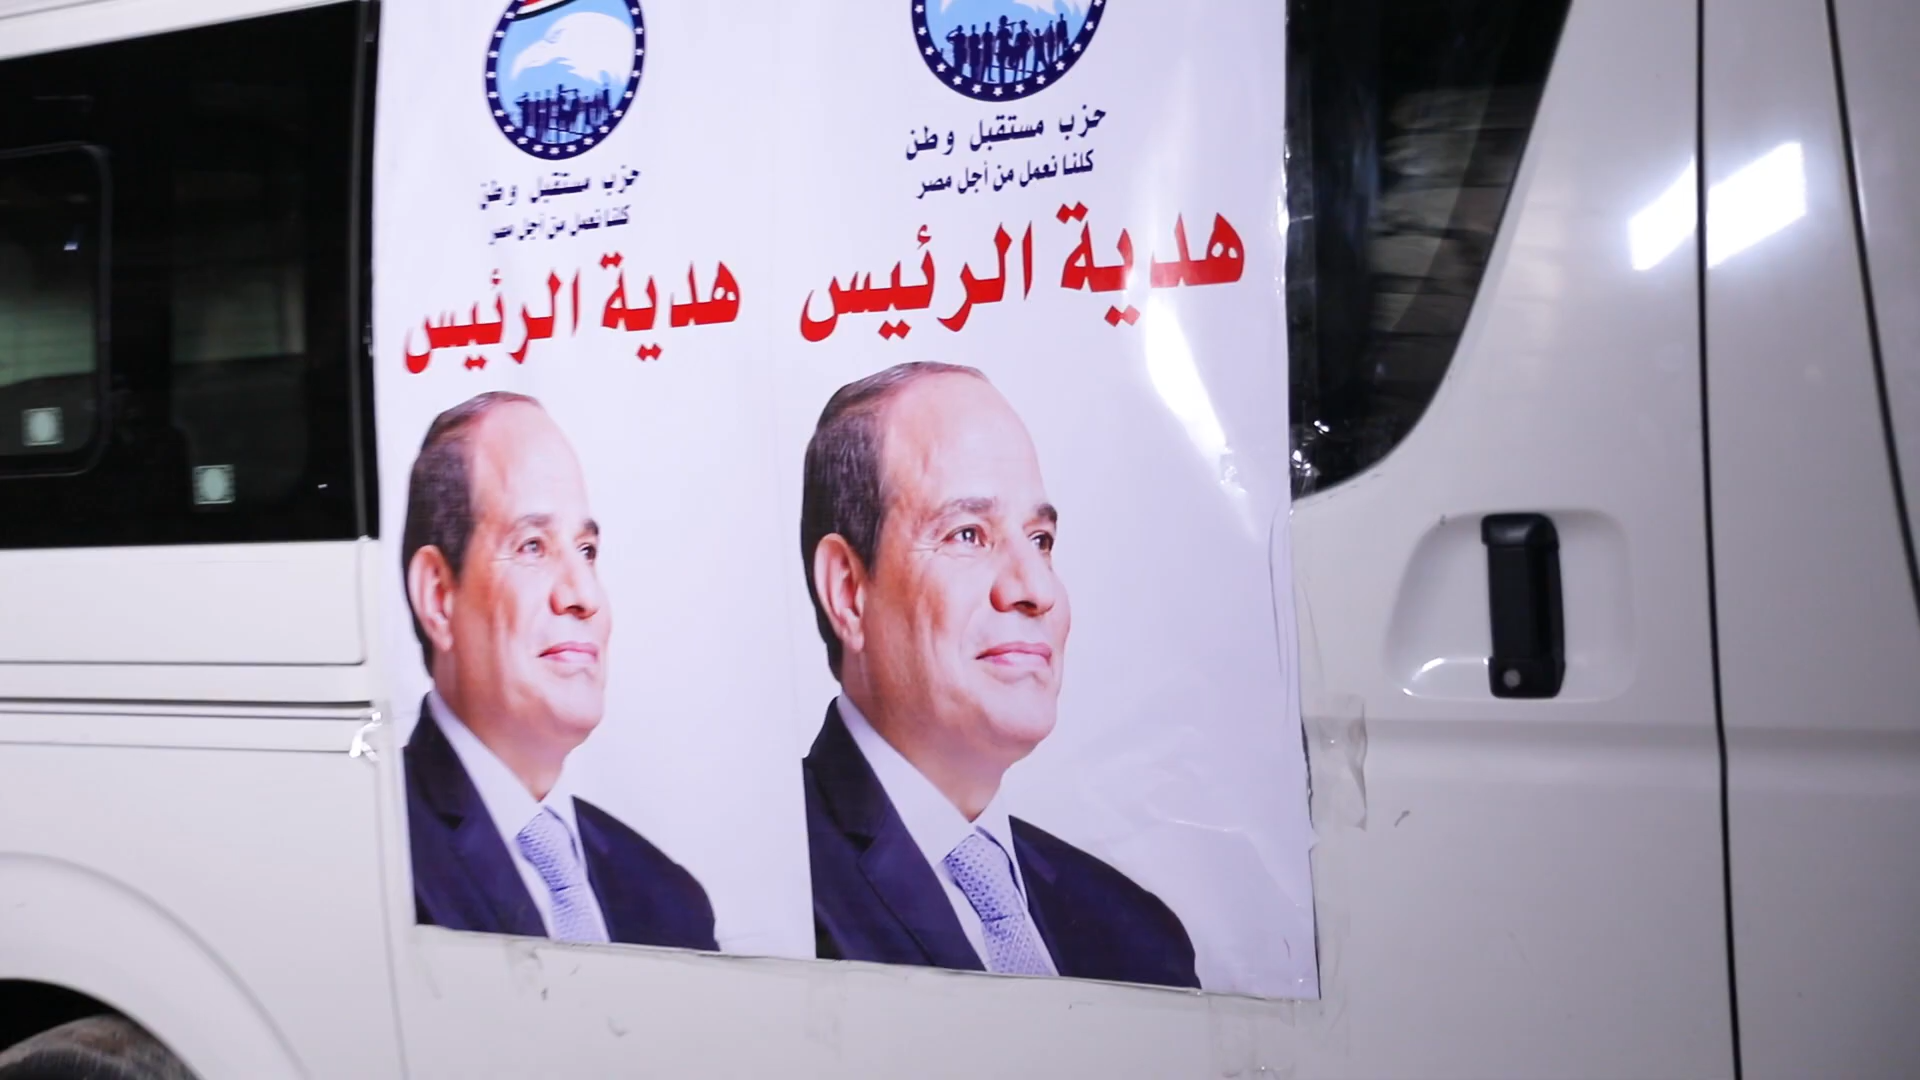 حزب مستقبل وطن
كلنا نعمل من أجل مصر
هدية الرئيس
حزب مستقبل وطن
كلنا نعمل من أجل مصر
هدية الرئيس